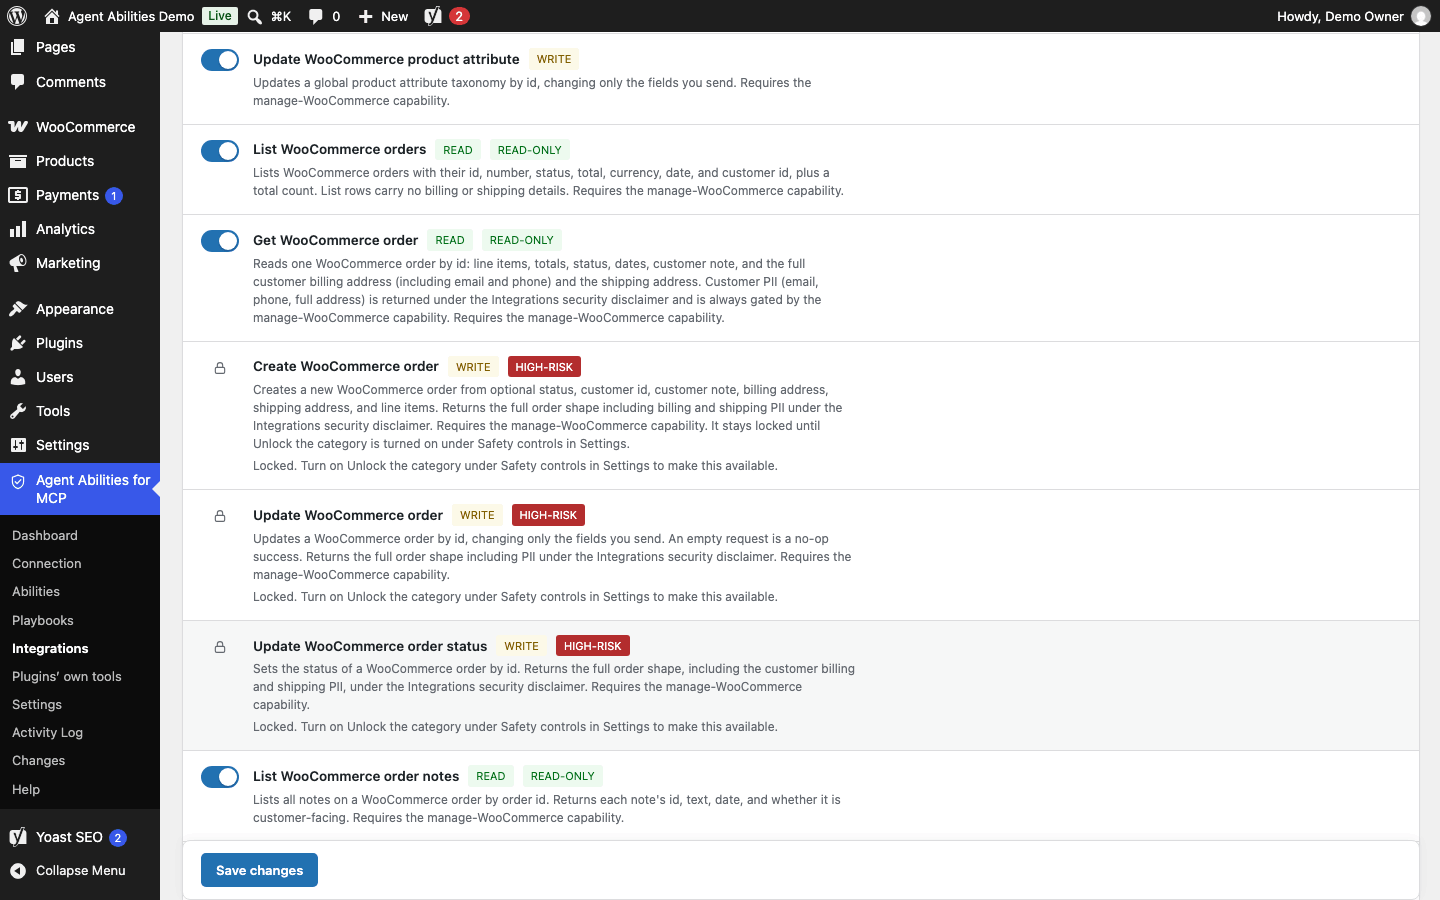 Agent Abilities Demo Live ⌘K 0 New 2 Howdy, Demo Owner
Pages
Comments
WooCommerce
Products
Payments 1
Analytics
Marketing
Appearance
Plugins
Users
Tools
Settings
Agent Abilities for
MCP
Dashboard
Connection
Abilities
Playbooks
Integrations
Plugins’ own tools
Settings
Activity Log
Changes
Help
Yoast SEO 2
Collapse Menu
Update WooCommerce product attribute WRITE
Updates a global product attribute taxonomy by id, changing only the fields you send. Requires the
manage-WooCommerce capability.
List WooCommerce orders READ READ-ONLY
Lists WooCommerce orders with their id, number, status, total, currency, date, and customer id, plus a
total count. List rows carry no billing or shipping details. Requires the manage-WooCommerce capability.
Get WooCommerce order READ READ-ONLY
Reads one WooCommerce order by id: line items, totals, status, dates, customer note, and the full
customer billing address (including email and phone) and the shipping address. Customer PII (email,
phone, full address) is returned under the Integrations security disclaimer and is always gated by the
manage-WooCommerce capability. Requires the manage-WooCommerce capability.
Create WooCommerce order WRITE HIGH-RISK
Creates a new WooCommerce order from optional status, customer id, customer note, billing address,
shipping address, and line items. Returns the full order shape including billing and shipping PII under the
Integrations security disclaimer. Requires the manage-WooCommerce capability. It stays locked until
Unlock the category is turned on under Safety controls in Settings.
Locked. Turn on Unlock the category under Safety controls in Settings to make this available.
Update WooCommerce order WRITE HIGH-RISK
Updates a WooCommerce order by id, changing only the fields you send. An empty request is a no-op
success. Returns the full order shape including PII under the Integrations security disclaimer. Requires the
manage-WooCommerce capability.
Locked. Turn on Unlock the category under Safety controls in Settings to make this available.
Update WooCommerce order status WRITE HIGH-RISK
Sets the status of a WooCommerce order by id. Returns the full order shape, including the customer billing
and shipping PII, under the Integrations security disclaimer. Requires the manage-WooCommerce
capability.
Locked. Turn on Unlock the category under Safety controls in Settings to make this available.
List WooCommerce order notes READ READ-ONLY
Lists all notes on a WooCommerce order by order id. Returns each note's id, text, date, and whether it is
customer-facing. Requires the manage-WooCommerce capability.
Save changes